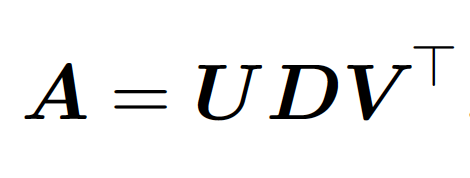 A = UDV⊤